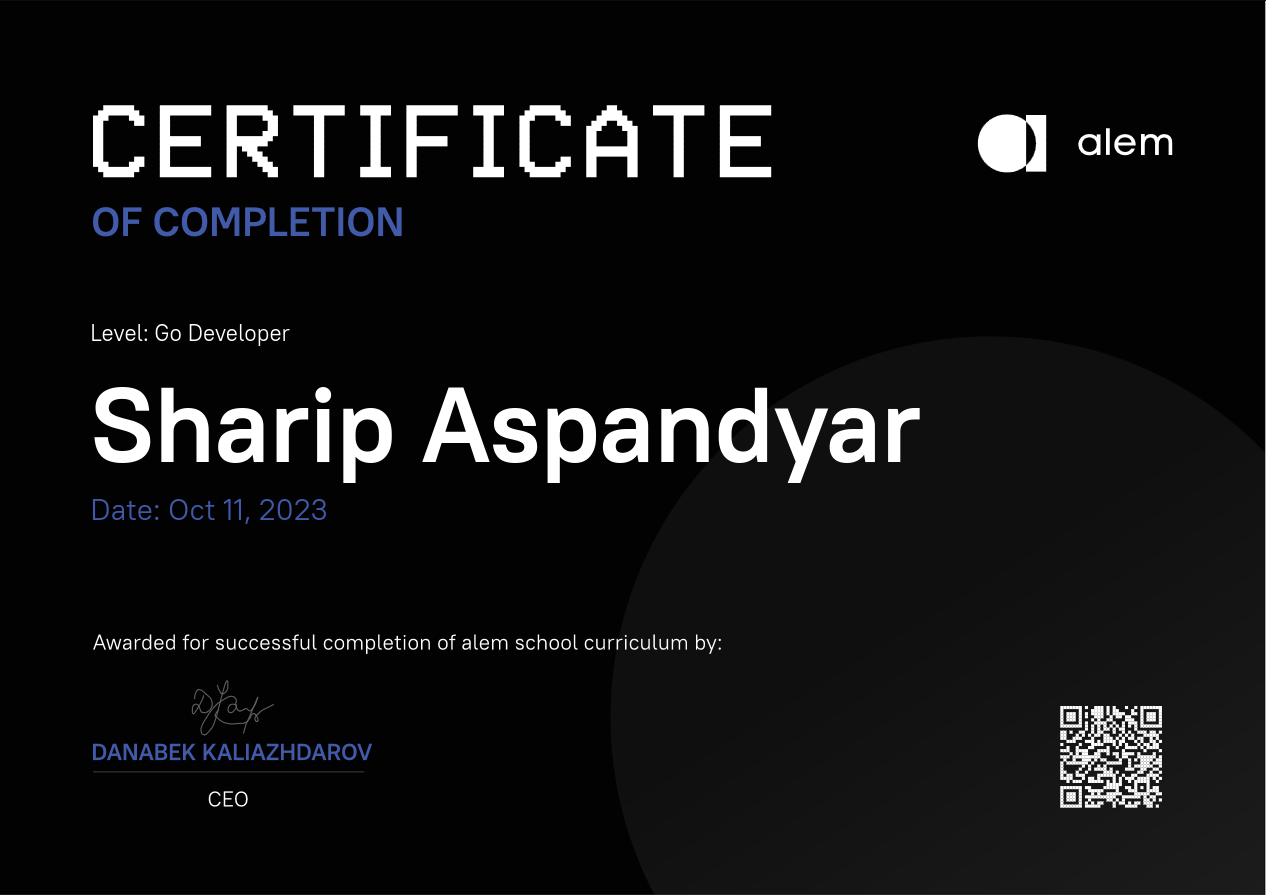 CERTIFICATE
alem
OF COMPLETION
Level: Go Developer
Sharip Aspandyar
Date: Oct 11, 2023
Awarded for successful completion of alem school curriculum by:
DANABEK KALIAZHDAROV
CEO